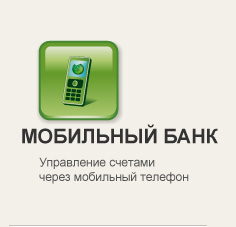 МОБИЛЬНЫЙ БАНК
Управление счетами
через мобильный телефон